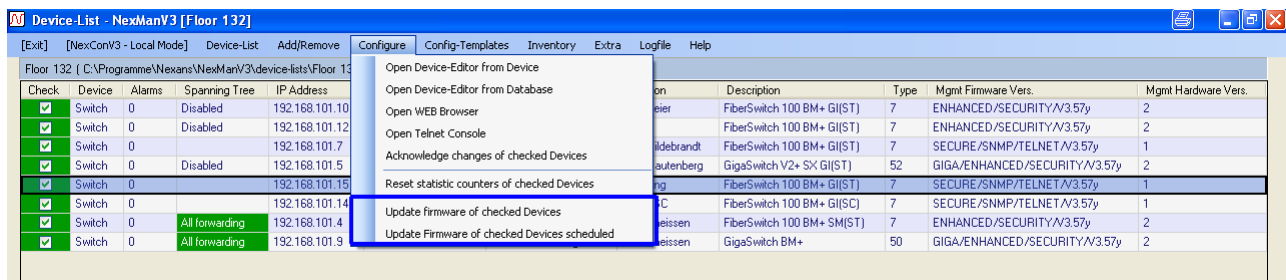 Device-List - NexManV3 [Floor 132]
[Exit] [NexConV3 - Local Mode] Device-List Add/Remove Configure Config-Templates Inventory Extra Logfile Help
Floor 132 ( C:\Programme\Nexans\NexManV3\device-lists\Floor
Open Device-Editor from Device
Check Device Alarms Spanning Tree IP Address Description Type Mgmt Firmware Vers. Mgmt Hardware Vers.
Open Device-Editor from Database
Switch 0 Disabled 192.168.101.10 FiberSwitch 100 BM+ GI(ST) 7 ENHANCED/SECURITY/V3.57y 2
Open WEB Browser
Switch 0 Disabled 192.168.101.12 FiberSwitch 100 BM+ GI(ST) 7 ENHANCED/SECURITY/V3.57y 2
Open Telnet Console
Switch 0 192.168.101.7 ildebrandt FiberSwitch 100 BM+ GI(ST) 7 SECURE/SNMP/TELNET/V3.57y 1
Acknowledge changes of checked Devices
Switch 0 Disabled 192.168.101.5 autenberg GigaSwitch V2+ SX GI(ST) 52 GIGA/ENHANCED/SECURITY/V3.57y 2
Reset statistic counters of checked Devices
Switch 0 192.168.101.15 ng FiberSwitch 100 BM+ GI(ST) 7 SECURE/SNMP/TELNET/V3.57y 1
Switch 0 192.168.101.14 FiberSwitch 100 BM+ GI(SC) 7 SECURE/SNMP/TELNET/V3.57y 1
Update firmware of checked Devices
Switch 0 All forwarding 192.168.101.4 eissen FiberSwitch 100 BM+ SM(ST) 7 ENHANCED/SECURITY/V3.57y 2
Update Firmware of checked Devices scheduled
Switch 0 All forwarding 192.168.101.9 eissen GigaSwitch BM+ 50 GIGA/ENHANCED/SECURITY/V3.57y 2